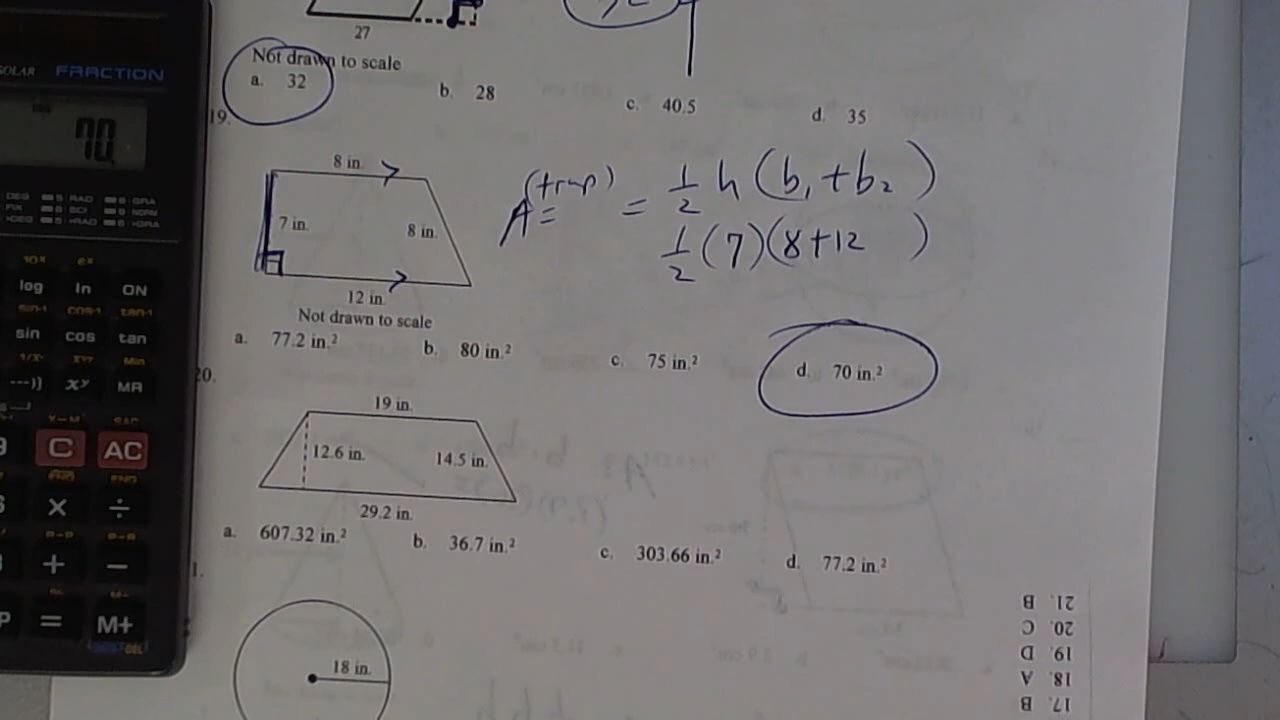 27
Not drawn to scale
a. 32 b. 28 c. 40.5 d. 35
19.
8 in.
7 in.
8 in.
12 in.
Not drawn to scale
A= (trap) = 1/2 h (b₁+b₂)
1/2 (7)(8+12 )
a. 77.2 in.² b. 80 in.² c. 75 in.² d. 70 in.²
20.
19 in.
12.6 in. 14.5 in.
29.2 in.
a. 607.32 in.² b. 36.7 in.² c. 303.66 in.² d. 77.2 in.²
1.
18 in.
21. B
20. C
19. D
18. A
17. B
SOLAR FRACTION
70
log ln ON
sin cos tan
xʸ MR
C AC
× ÷
+ −
= M+